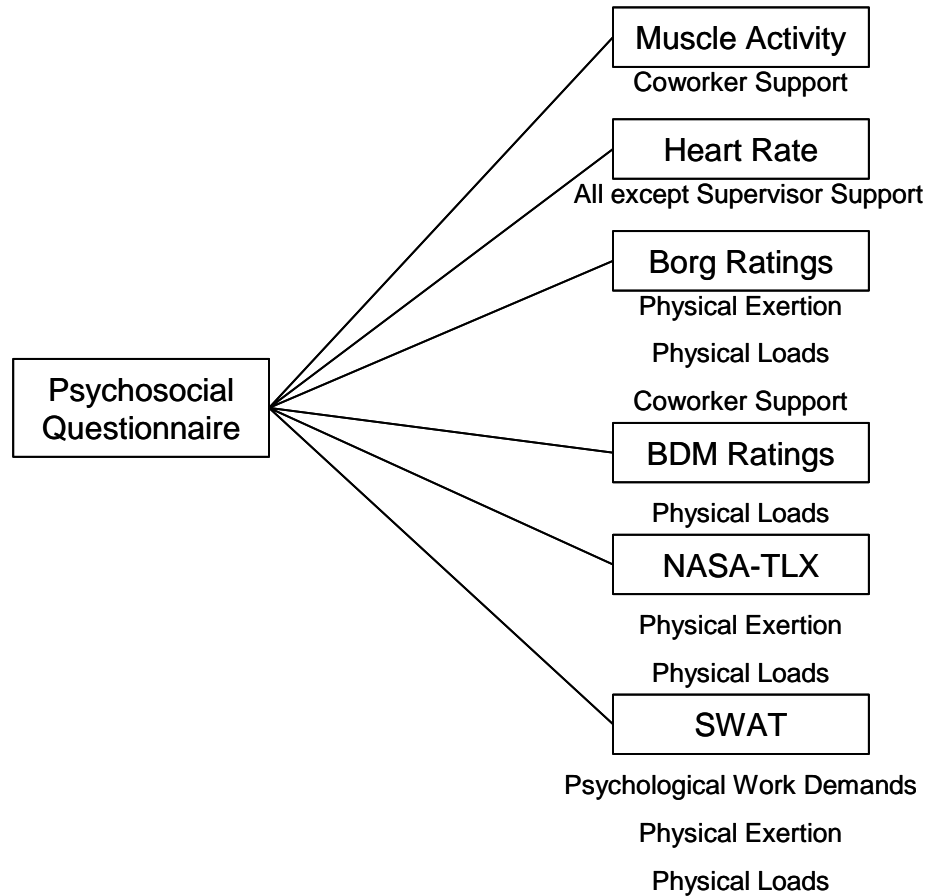 Muscle Activity
Coworker Support
Heart Rate
All except Supervisor Support
Borg Ratings
Physical Exertion
Physical Loads
Coworker Support
Psychosocial
Questionnaire
BDM Ratings
Physical Loads
NASA-TLX
Physical Exertion
Physical Loads
SWAT
Psychological Work Demands
Physical Exertion
Physical Loads